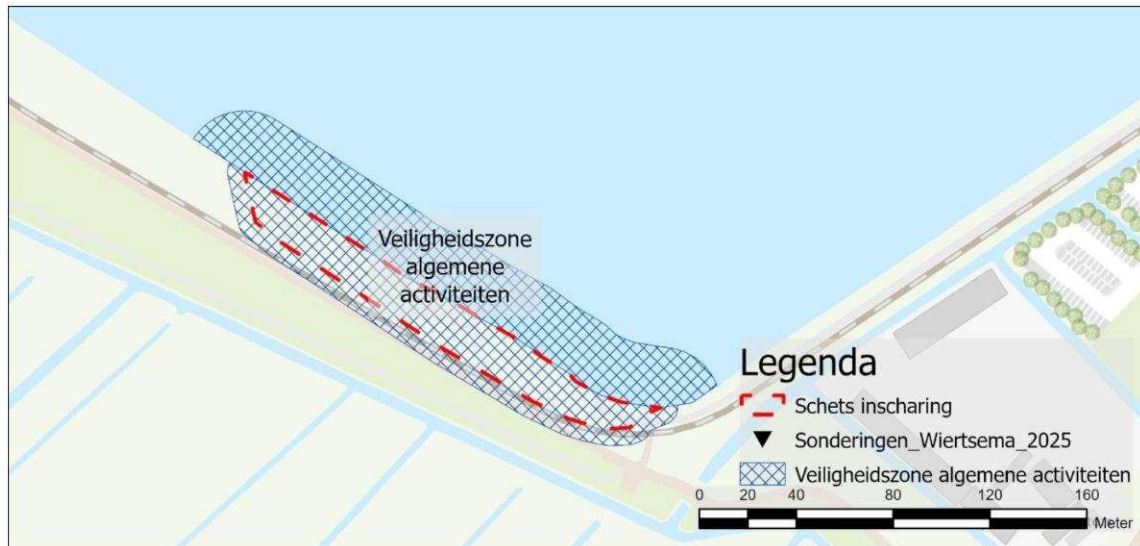 Veiligheidszone
algemene
activiteiten
Legenda
Schets inscharing
Sonderingen_Wiertsema_2025
Veiligheidszone algemene activiteiten
0 20 40 80 120 160
Meter